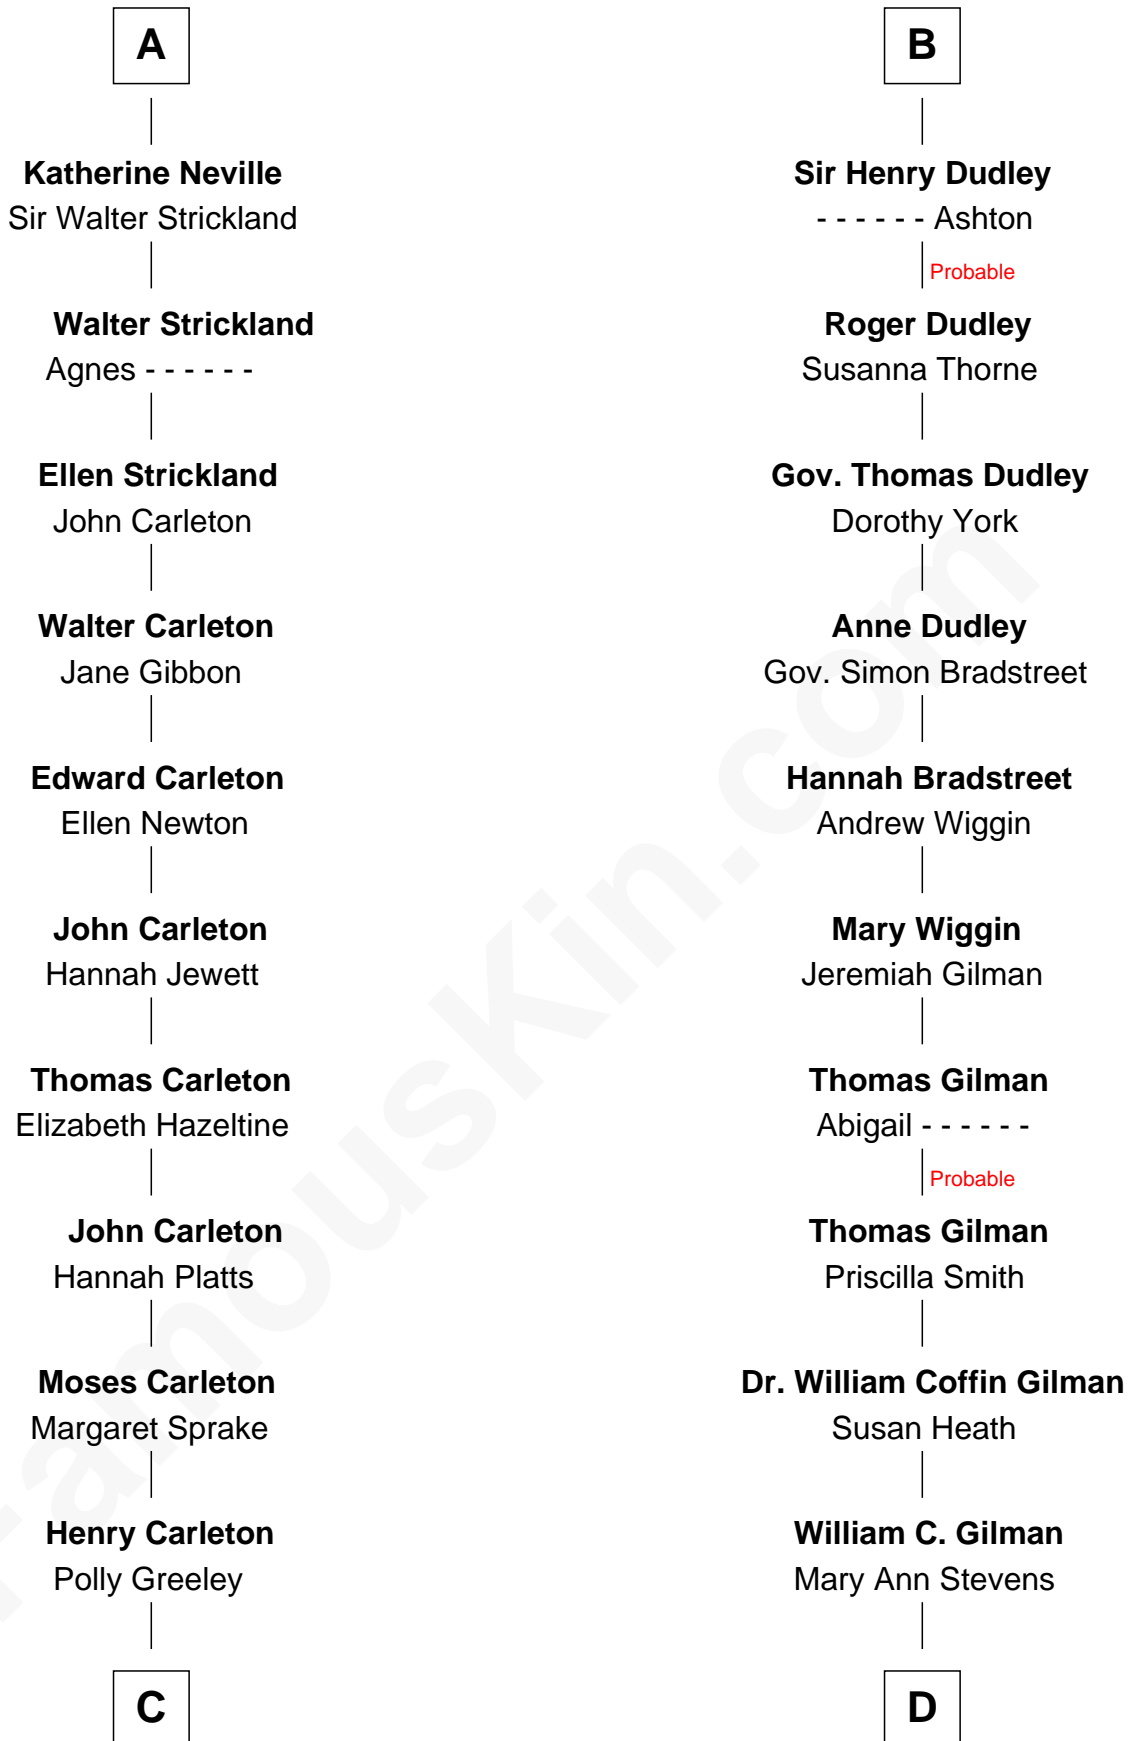 A
Katherine Neville
Sir Walter Strickland
Walter Strickland
Agnes - - - - - -
Ellen Strickland
John Carleton
Walter Carleton
Jane Gibbon
Edward Carleton
Ellen Newton
John Carleton
Hannah Jewett
Thomas Carleton
Elizabeth Hazeltine
John Carleton
Hannah Platts
Moses Carleton
Margaret Sprake
Henry Carleton
Polly Greeley
C
B
Sir Henry Dudley
- - - - - - Ashton
Probable
Roger Dudley
Susanna Thorne
Gov. Thomas Dudley
Dorothy York
Anne Dudley
Gov. Simon Bradstreet
Hannah Bradstreet
Andrew Wiggin
Mary Wiggin
Jeremiah Gilman
Thomas Gilman
Abigail - - - - - -
Probable
Thomas Gilman
Priscilla Smith
Dr. William Coffin Gilman
Susan Heath
William C. Gilman
Mary Ann Stevens
D
FamousKin.com